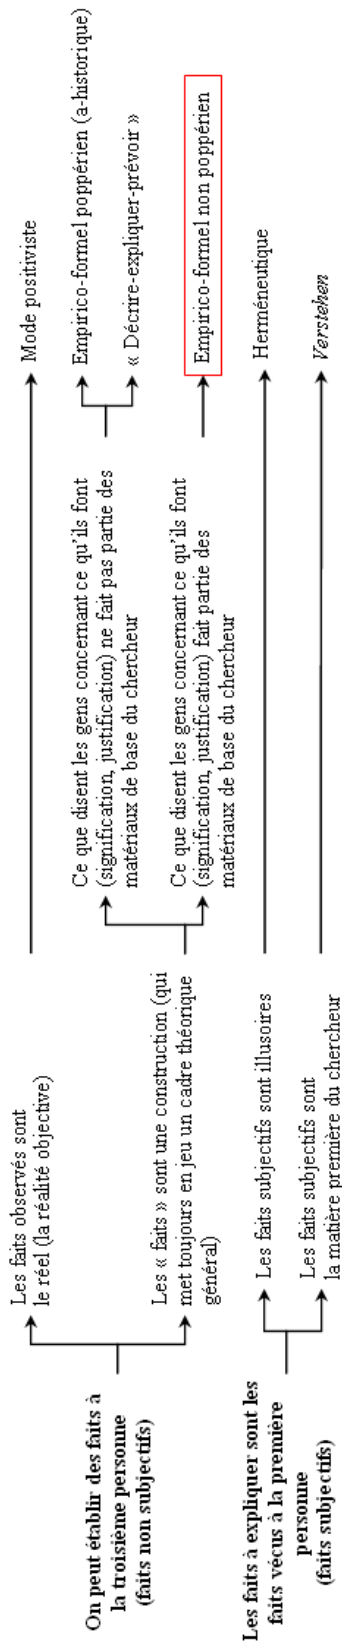 On peut établir des faits à
la troisième personne
(faits non subjectifs)
Les faits observés sont
le réel (la réalité objective)
Mode positiviste
Les « faits » sont une construction (qui
met toujours en jeu un cadre théorique
général)
Ce que disent les gens concernant ce qu'ils font
(signification, justification) ne fait pas partie des
matériaux de base du chercheur
Empirico-formel poppérien (a-historique)
« Décrire-expliquer-prévoir »
Ce que disent les gens concernant ce qu'ils font
(signification, justification) fait partie des
matériaux de base du chercheur
Empirico-formel non poppérien
Les faits à expliquer sont les
faits vécus à la première
personne
(faits subjectifs)
Les faits subjectifs sont illusoires
Herméneutique
Les faits subjectifs sont
la matière première du chercheur
Verstehen